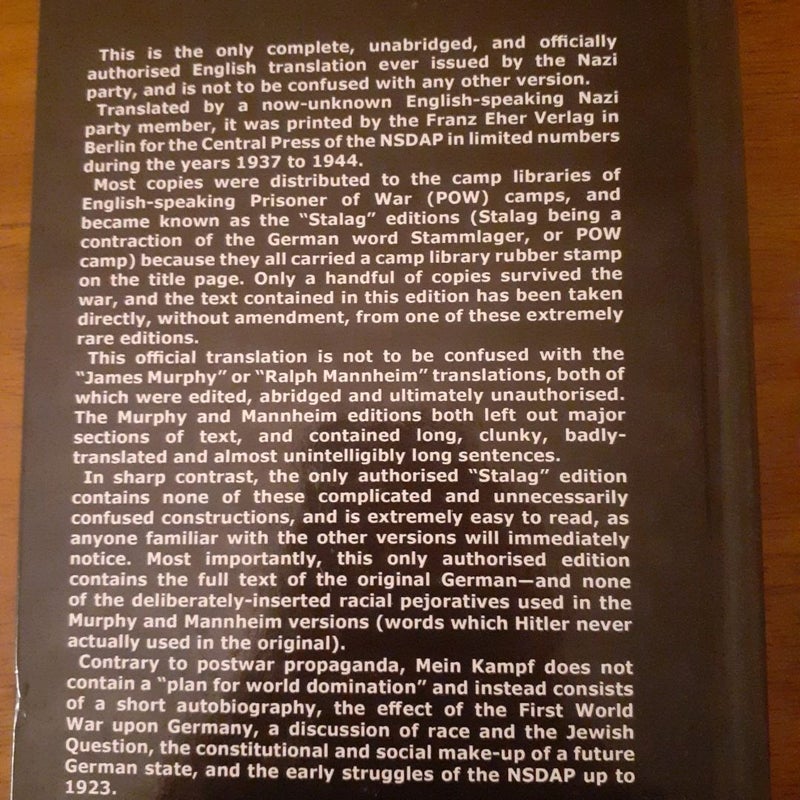 This is the only complete, unabridged, and officially
authorised English translation ever issued by the Nazi
party, and is not to be confused with any other version.
Translated by a now-unknown English-speaking Nazi
party member, it was printed by the Franz Eher Verlag in
Berlin for the Central Press of the NSDAP in limited numbers
during the years 1937 to 1944.
Most copies were distributed to the camp libraries of
English-speaking Prisoner of War (POW) camps, and
became known as the “Stalag” editions (Stalag being a
contraction of the German word Stammlager, or POW
camp) because they all carried a camp library rubber stamp
on the title page. Only a handful of copies survived the
war, and the text contained in this edition has been taken
directly, without amendment, from one of these extremely
rare editions.
This official translation is not to be confused with the
“James Murphy” or “Ralph Mannheim” translations, both of
which were edited, abridged and ultimately unauthorised.
The Murphy and Mannheim editions both left out major
sections of text, and contained long, clunky, badly-
translated and almost unintelligibly long sentences.
In sharp contrast, the only authorised “Stalag” edition
contains none of these complicated and unnecessarily
confused constructions, and is extremely easy to read, as
anyone familiar with the other versions will immediately
notice. Most importantly, this only authorised edition
contains the full text of the original German—and none
of the deliberately-inserted racial pejoratives used in the
Murphy and Mannheim versions (words which Hitler never
actually used in the original).
Contrary to postwar propaganda, Mein Kampf does not
contain a “plan for world domination” and instead consists
of a short autobiography, the effect of the First World
War upon Germany, a discussion of race and the Jewish
Question, the constitutional and social make-up of a future
German state, and the early struggles of the NSDAP up to
1923.